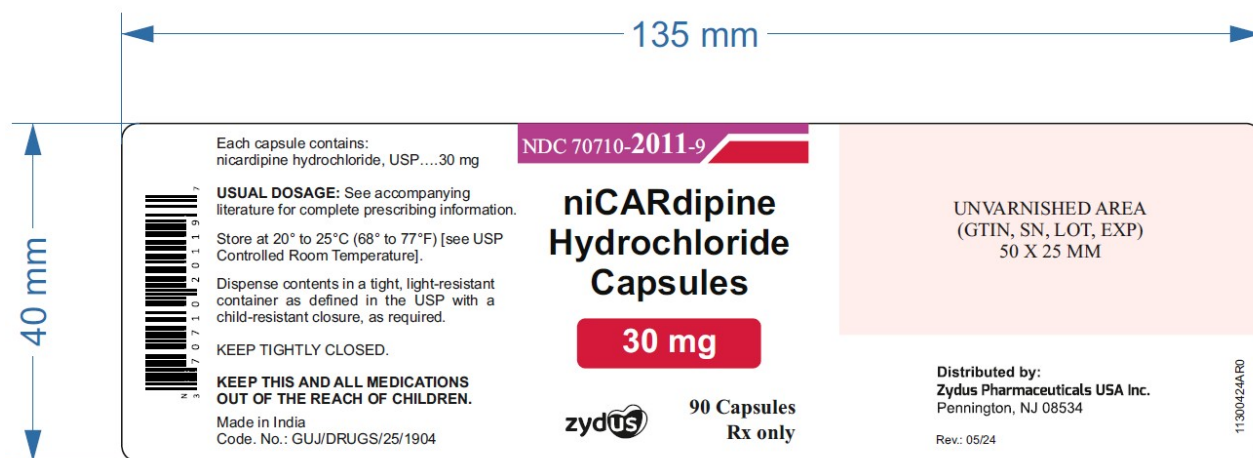 135 mm
40 mm
Each capsule contains:
nicardipine hydrochloride, USP....30 mg
USUAL DOSAGE: See accompanying
literature for complete prescribing information.
Store at 20° to 25°C (68° to 77°F) [see USP
Controlled Room Temperature].
Dispense contents in a tight, light-resistant
container as defined in the USP with a
child-resistant closure, as required.
KEEP TIGHTLY CLOSED.
KEEP THIS AND ALL MEDICATIONS
OUT OF THE REACH OF CHILDREN.
Made in India
Code. No.: GUJ/DRUGS/25/1904
NDC 70710-2011-9
niCARdipine
Hydrochloride
Capsules
30 mg
zydus
90 Capsules
Rx only
UNVARNISHED AREA
(GTIN, SN, LOT, EXP)
50 X 25 MM
Distributed by:
Zydus Pharmaceuticals USA Inc.
Pennington, NJ 08534
Rev.: 05/24
11300424AR0